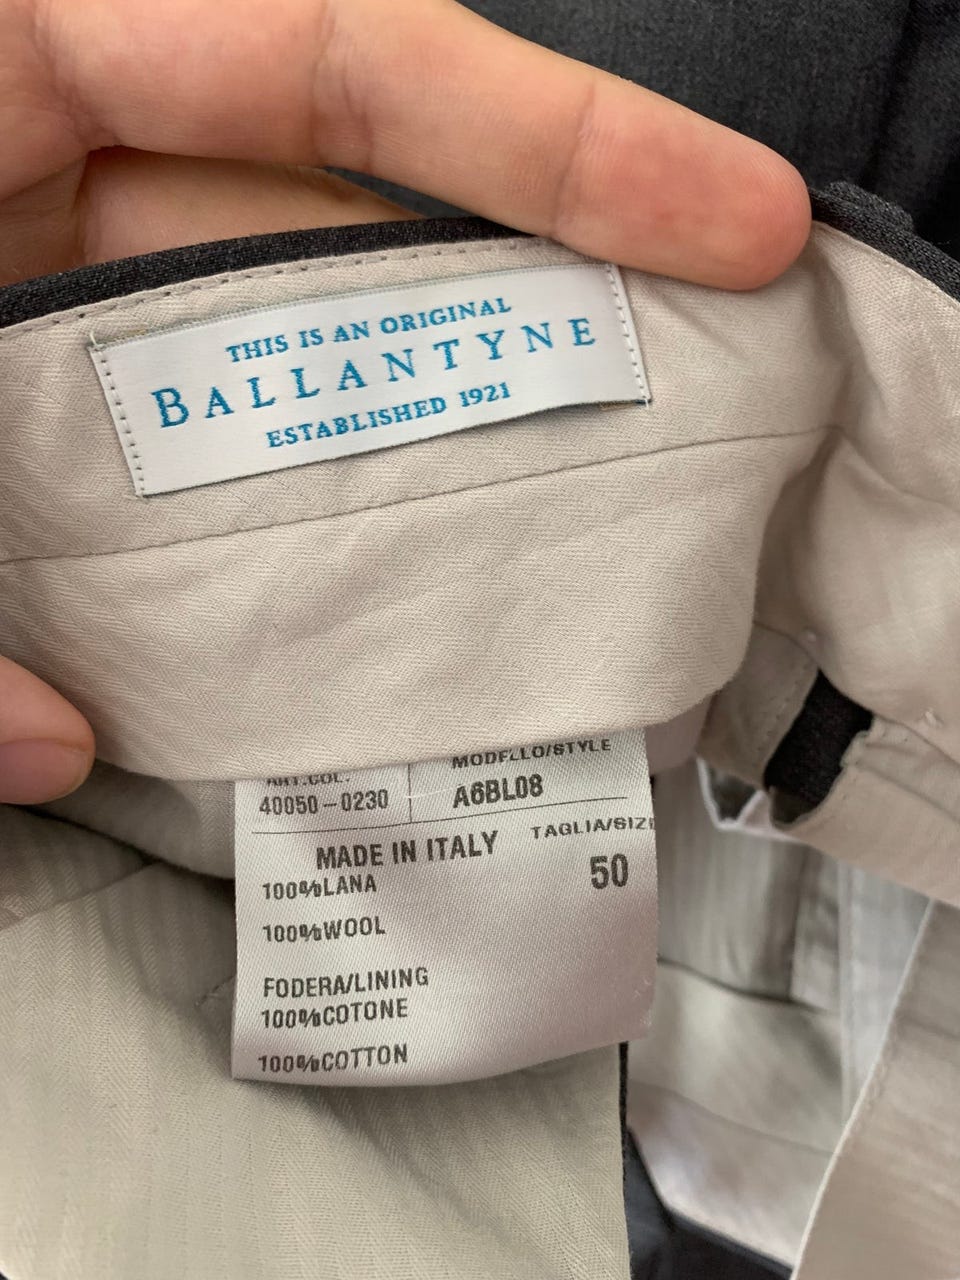 THIS IS AN ORIGINAL
BALLANTYNE
ESTABLISHED 1921
ART.COL.
40050-0230
MODELLO/STYLE
A6BL08
MADE IN ITALY
TAGLIA/SIZE
50
100%LANA
100%WOOL
FODERA/LINING
100%COTONE
100%COTTON